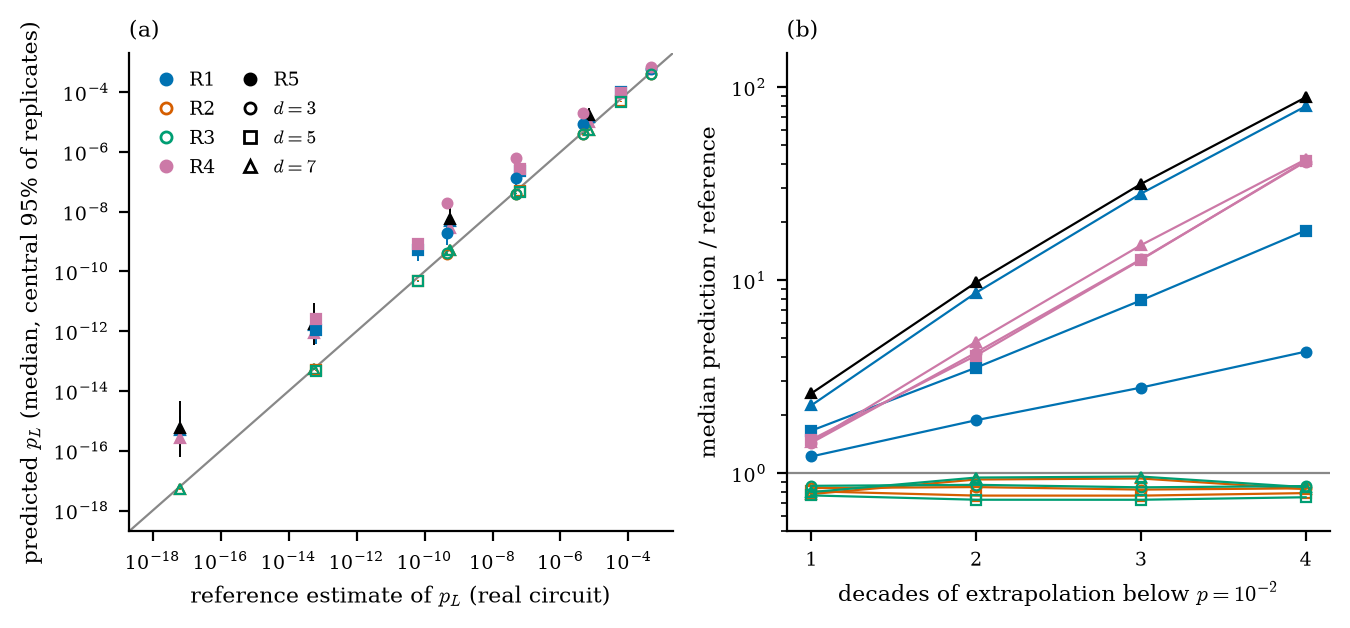 (a)
predicted p_L (median, central 95% of replicates)
10^{-4}
10^{-6}
10^{-8}
10^{-10}
10^{-12}
10^{-14}
10^{-16}
10^{-18}
R1
R2
R3
R4
R5
d = 3
d = 5
d = 7
10^{-18} 10^{-16} 10^{-14} 10^{-12} 10^{-10} 10^{-8} 10^{-6} 10^{-4}
reference estimate of p_L (real circuit)
(b)
median prediction / reference
10^2
10^1
10^0
1 2 3 4
decades of extrapolation below p = 10^{-2}